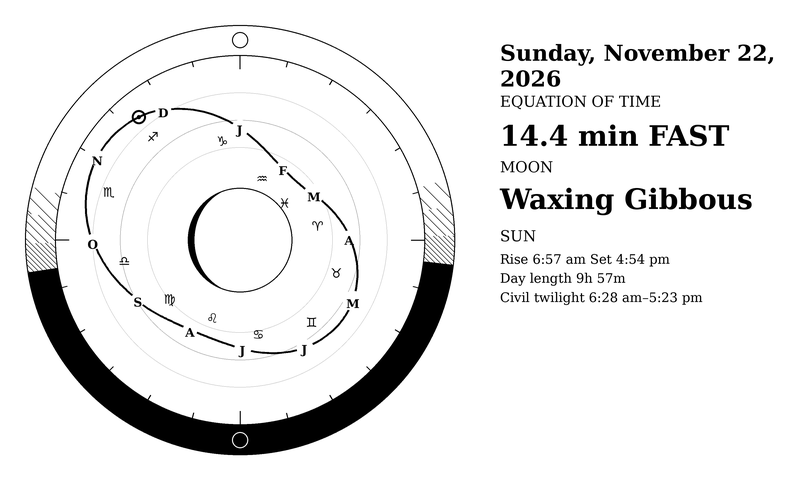 Sunday, November 22,
2026
EQUATION OF TIME
14.4 min FAST
MOON
Waxing Gibbous
SUN
Rise 6:57 am Set 4:54 pm
Day length 9h 57m
Civil twilight 6:28 am–5:23 pm
D
J
F
M
A
M
J
J
A
S
O
N
♐
♑
♒
♓
♈
♉
♊
♋
♌
♍
♎
♏